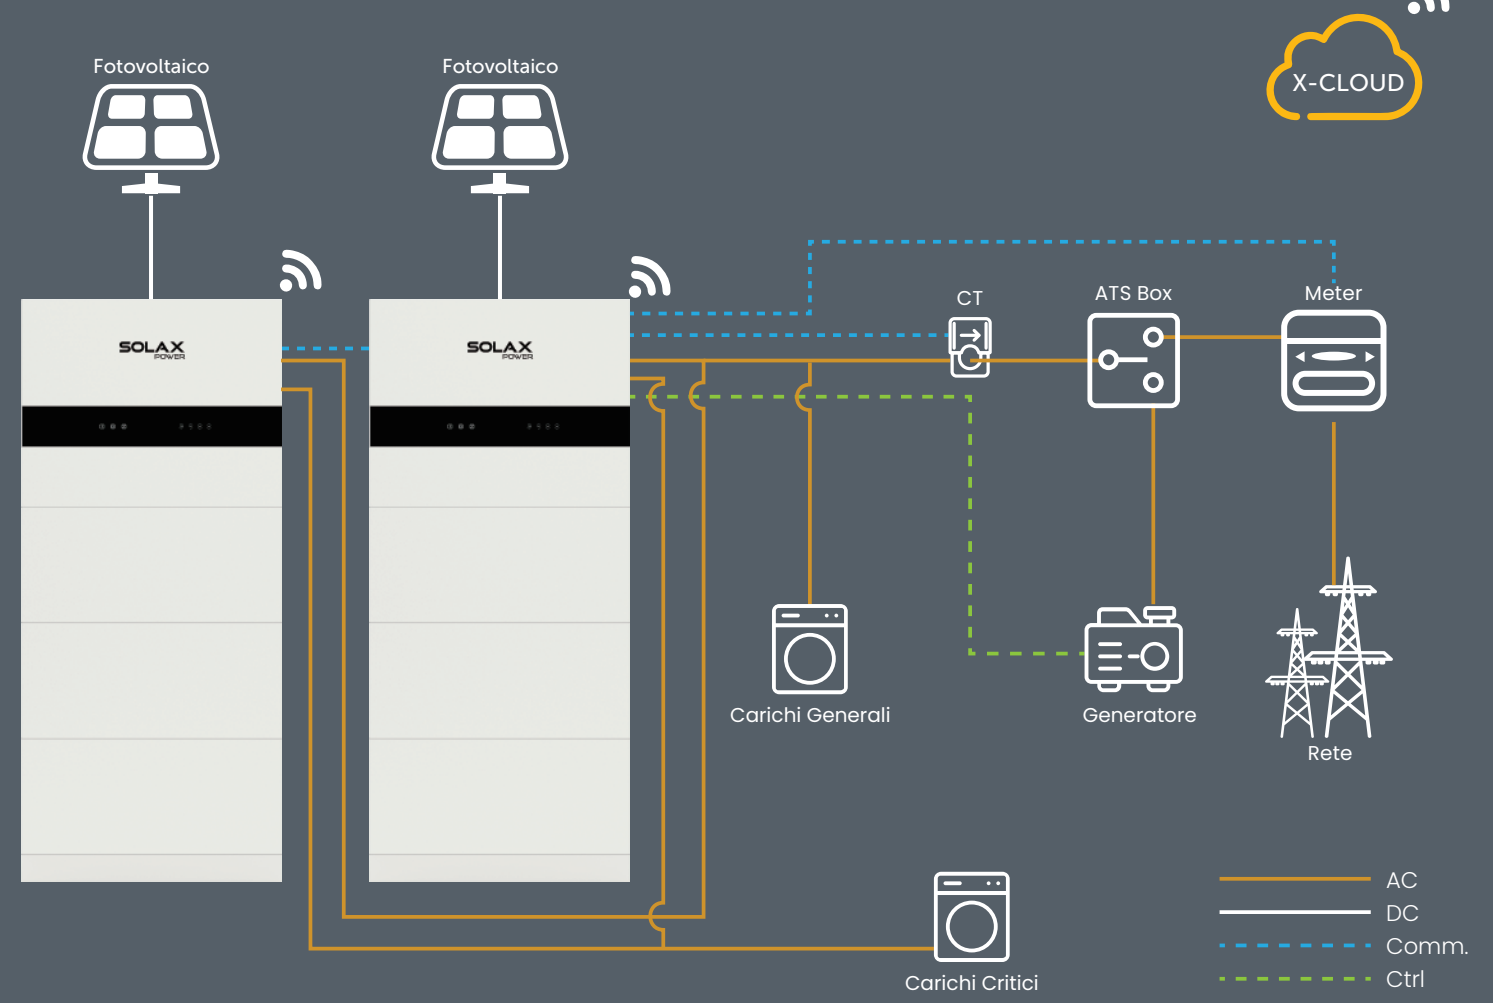 Fotovoltaico
Fotovoltaico
X-CLOUD
SOLAX
POWER
SOLAX
POWER
CT
ATS Box
Meter
Carichi Generali
Generatore
Rete
Carichi Critici
AC
DC
Comm.
Ctrl